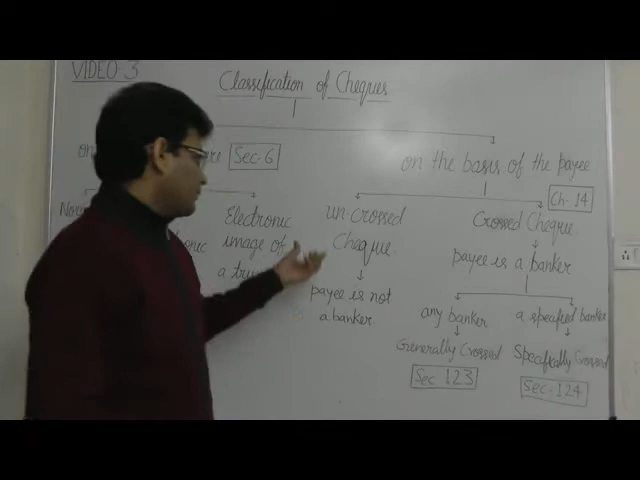 VIDEO 3
Classification of Cheques
on Sec-6
on the basis of the payee
Ch. 14
Electronic
image of
a tru
un-crossed
Cheque.
payee is not
a banker.
Crossed Cheque.
payee is a banker
any banker
Generally Crossed
Sec 123
a specified banker
Specifically Crossed
Sec-124